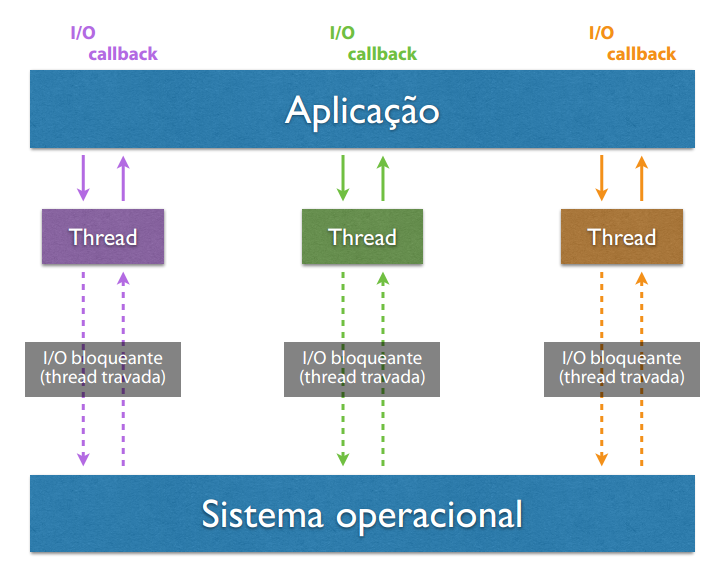 I/O
callback
I/O
callback
I/O
callback
Aplicação
Thread
Thread
Thread
I/O bloqueante
(thread travada)
I/O bloqueante
(thread travada)
I/O bloqueante
(thread travada)
Sistema operacional